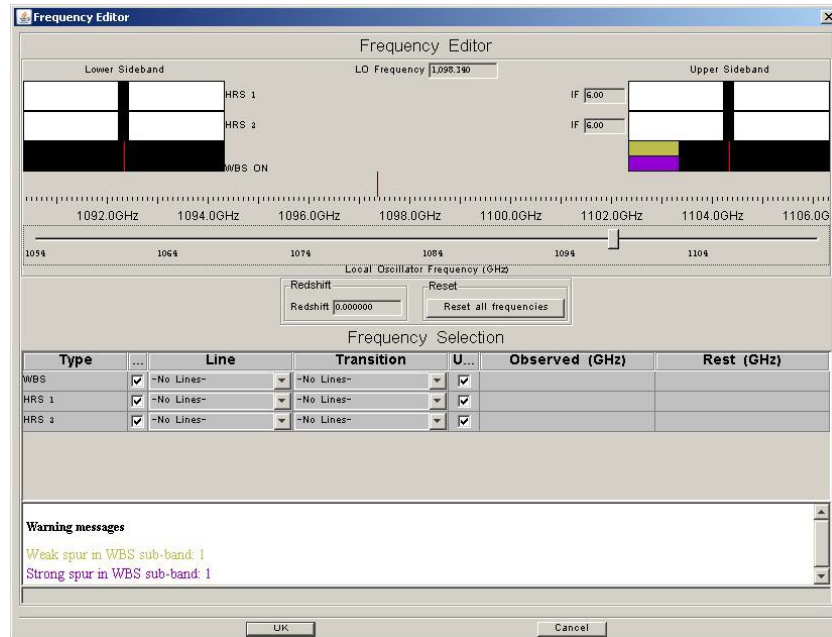 Frequency Editor
Frequency Editor
Lower Sideband LO Frequency 1,098.340 Upper Sideband
HRS 1 IF 6.00
HRS 2 IF 6.00
WBS ON
1092.0GHz 1094.0GHz 1096.0GHz 1098.0GHz 1100.0GHz 1102.0GHz 1104.0GHz 1106.0G
1054 1064 1074 1084 1094 1104
Local Oscillator Frequency (GHz)
Redshift Reset
Redshift 0.000000 Reset all frequencies
Frequency Selection
Type ... Line Transition U... Observed (GHz) Rest (GHz)
WBS -No Lines- -No Lines-
HRS 1 -No Lines- -No Lines-
HRS 2 -No Lines- -No Lines-
Warning messages
Weak spur in WBS sub-band: 1
Strong spur in WBS sub-band: 1
UK Cancel